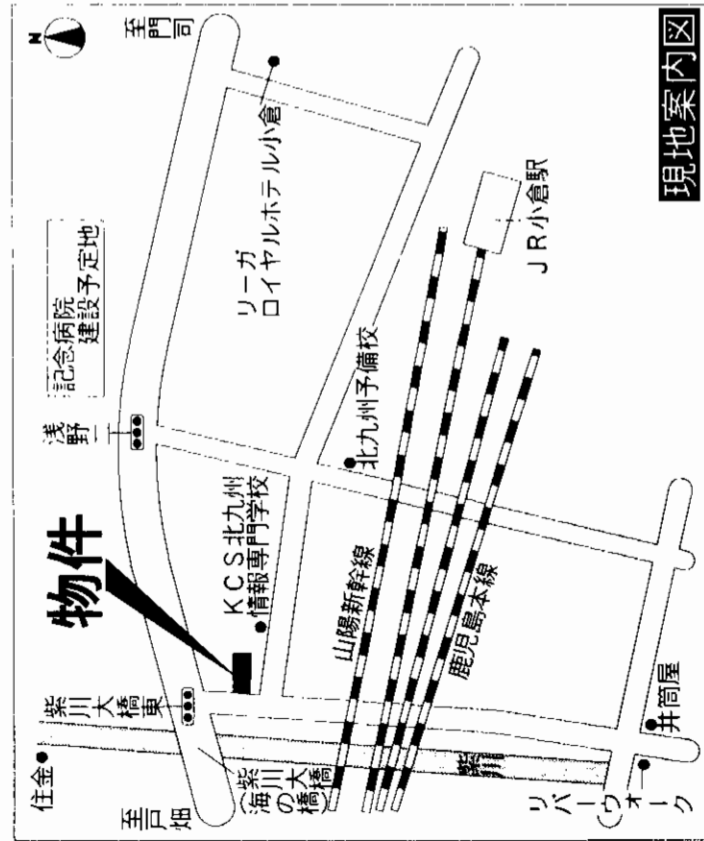 現地案内図
N
至門司
記念病院
建設予定地
リーガ
ロイヤルホテル小倉
浅野一
物件
KCS北九州
情報専門学校
北九州予備校
JR小倉駅
山陽新幹線
鹿児島本線
紫川大橋東
住金
紫川大橋
(海の橋)
至戸畑
紫川
井筒屋
リバーウォーク